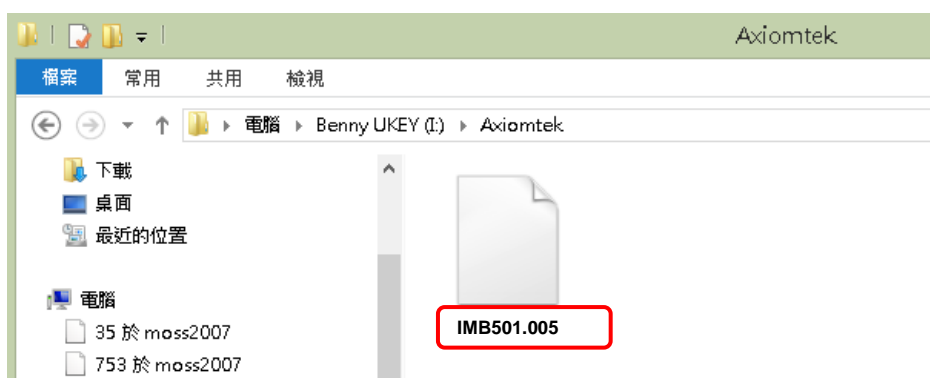 Axiomtek
檔案 常用 共用 檢視
電腦 Benny UKEY (I:) Axiomtek
下載
桌面
最近的位置
電腦
35 於 moss2007
753 於 moss2007
IMB501.005